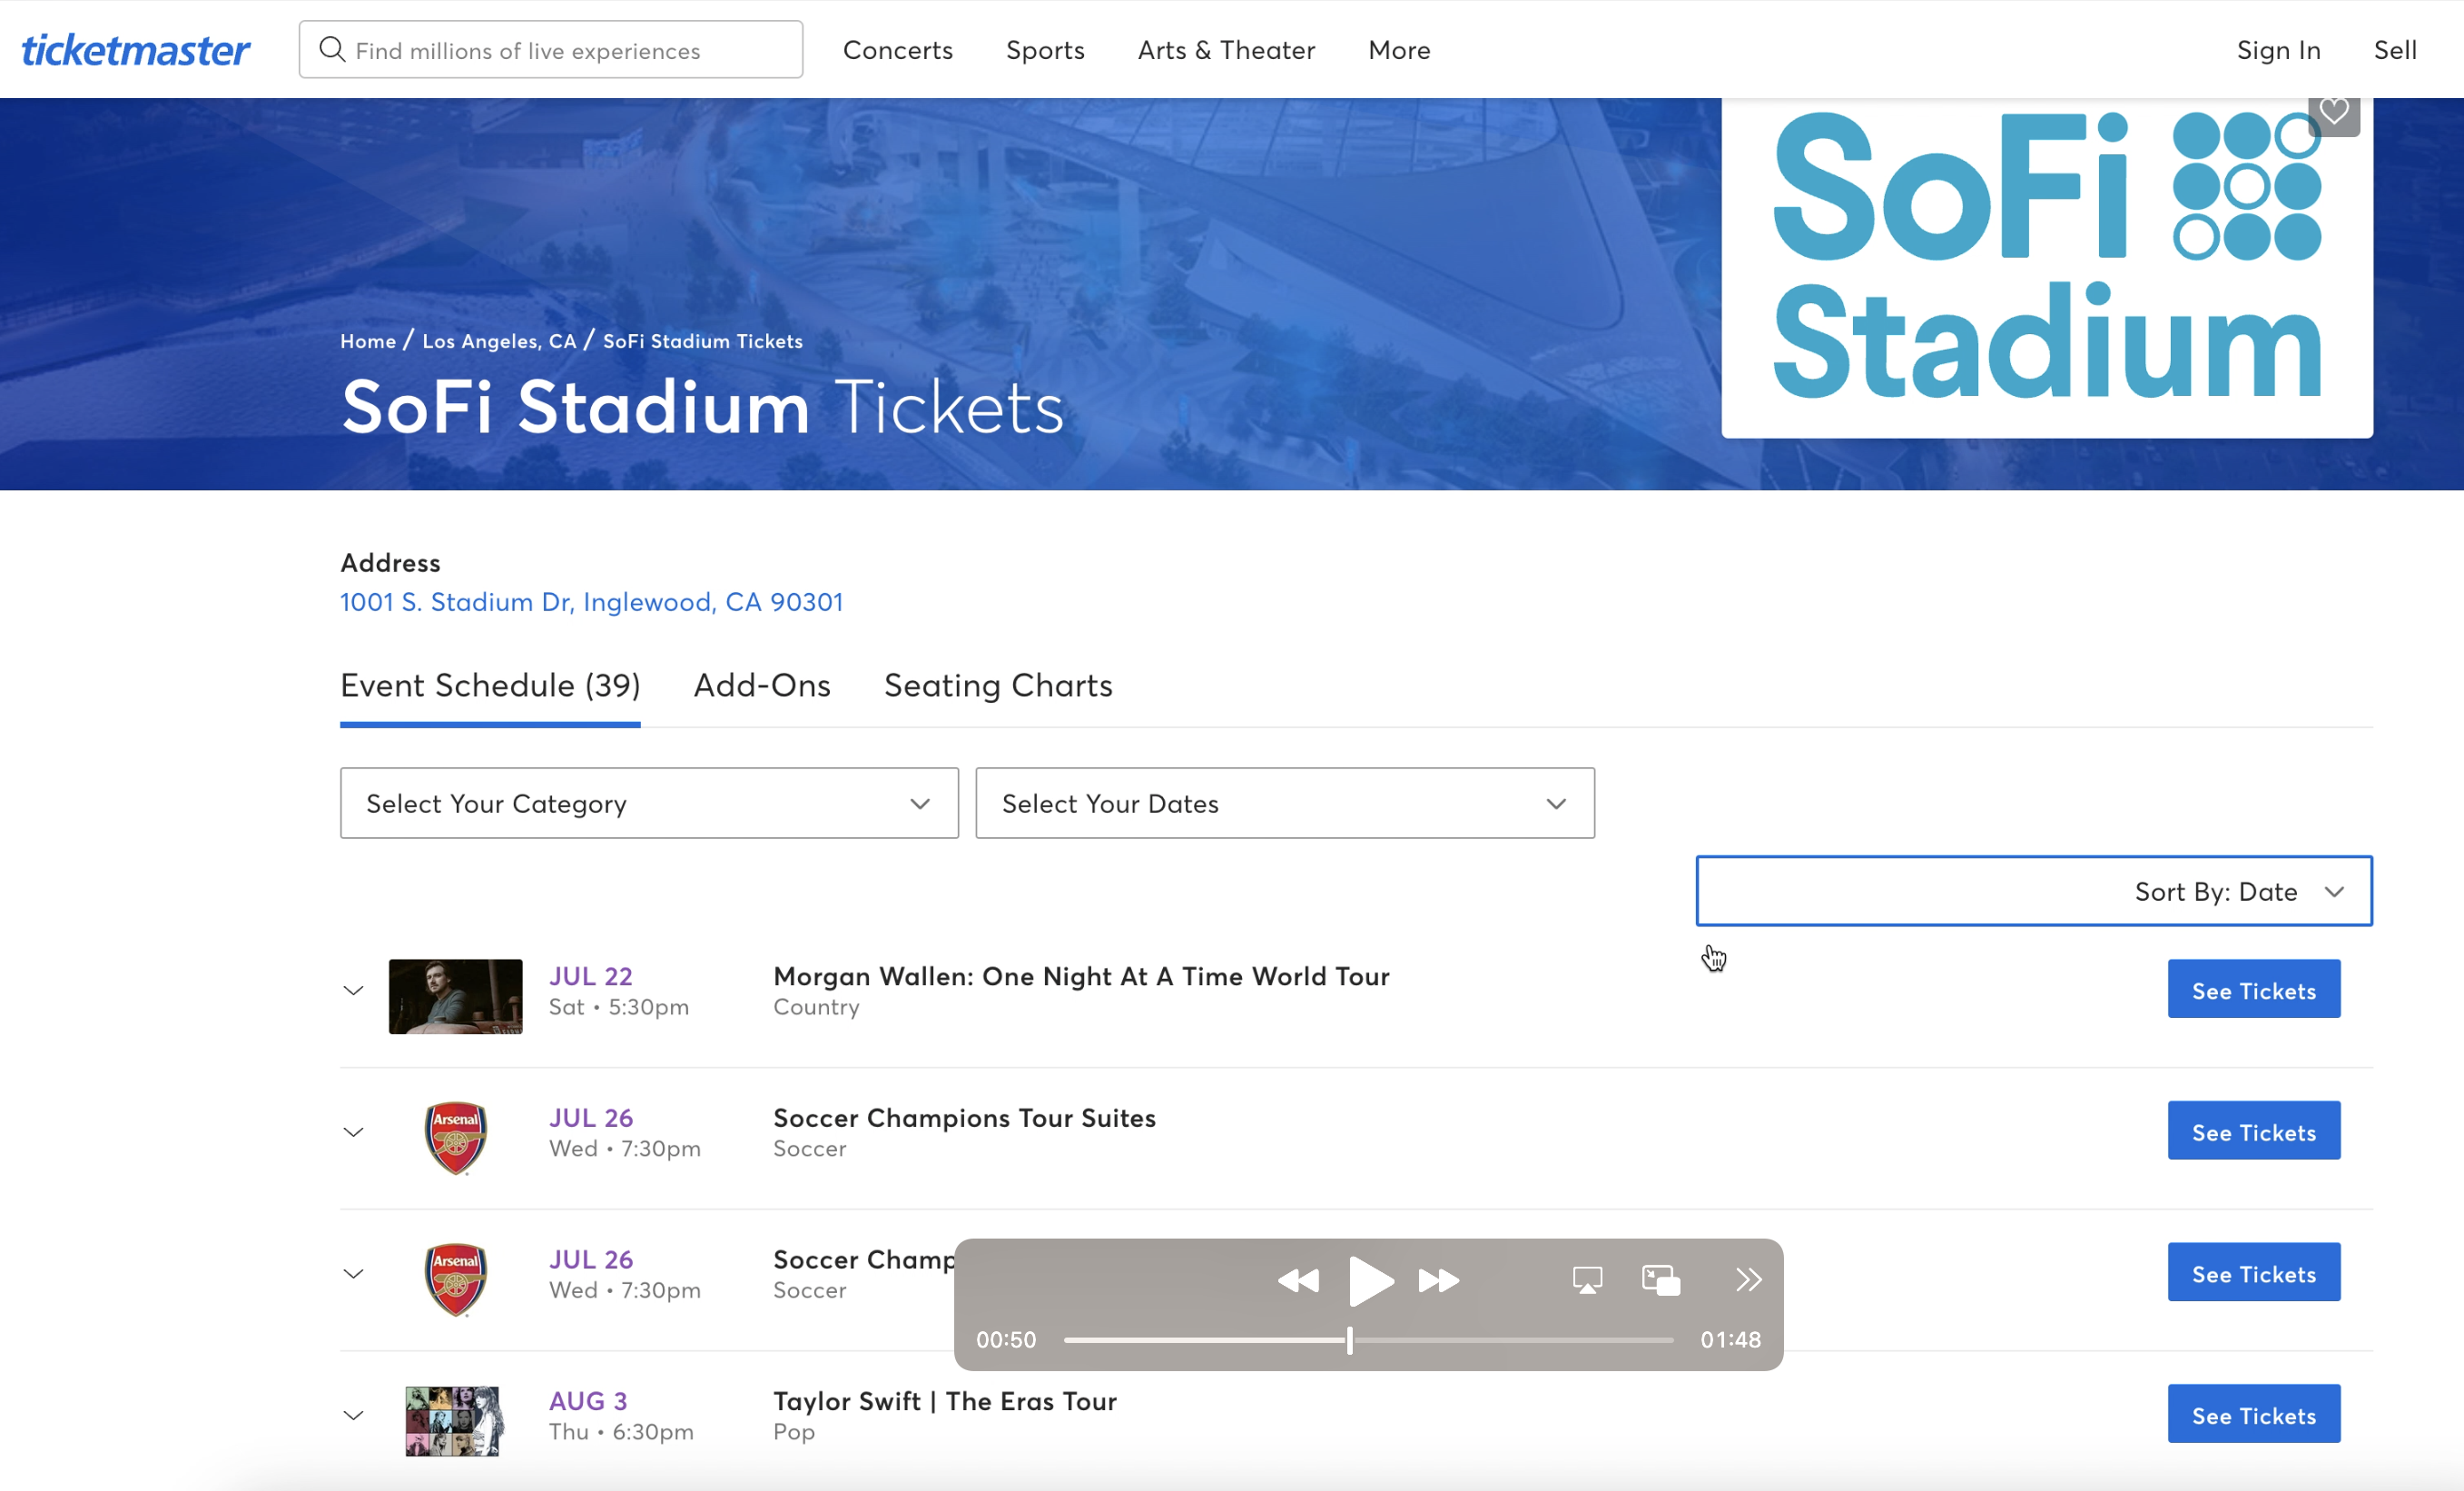 ticketmaster
Find millions of live experiences
Concerts
Sports
Arts & Theater
More
Sign In
Sell
SoFi
Stadium
Home / Los Angeles, CA / SoFi Stadium Tickets
SoFi Stadium Tickets
Address
1001 S. Stadium Dr, Inglewood, CA 90301
Event Schedule (39)
Add-Ons
Seating Charts
Select Your Category
Select Your Dates
Sort By: Date
JUL 22
Sat • 5:30pm
Morgan Wallen: One Night At A Time World Tour
Country
See Tickets
Arsenal
JUL 26
Wed • 7:30pm
Soccer Champions Tour Suites
Soccer
See Tickets
Arsenal
JUL 26
Wed • 7:30pm
Soccer Champ
Soccer
See Tickets
00:50
01:48
AUG 3
Thu • 6:30pm
Taylor Swift | The Eras Tour
Pop
See Tickets